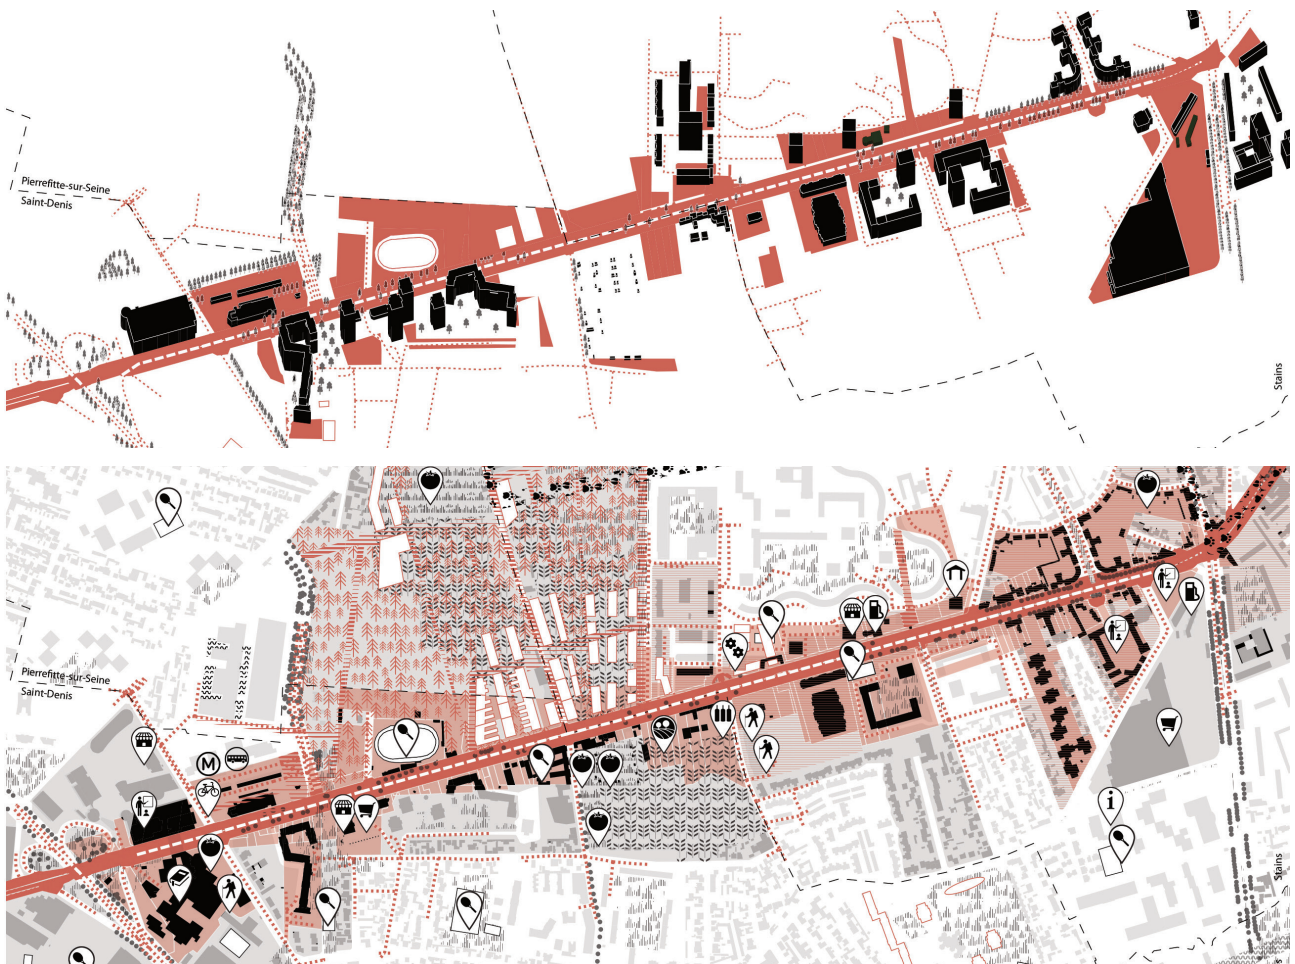 Pierrefitte-sur-Seine
Saint-Denis
Stains
Pierrefitte-sur-Seine
Saint-Denis
M
i
Stains